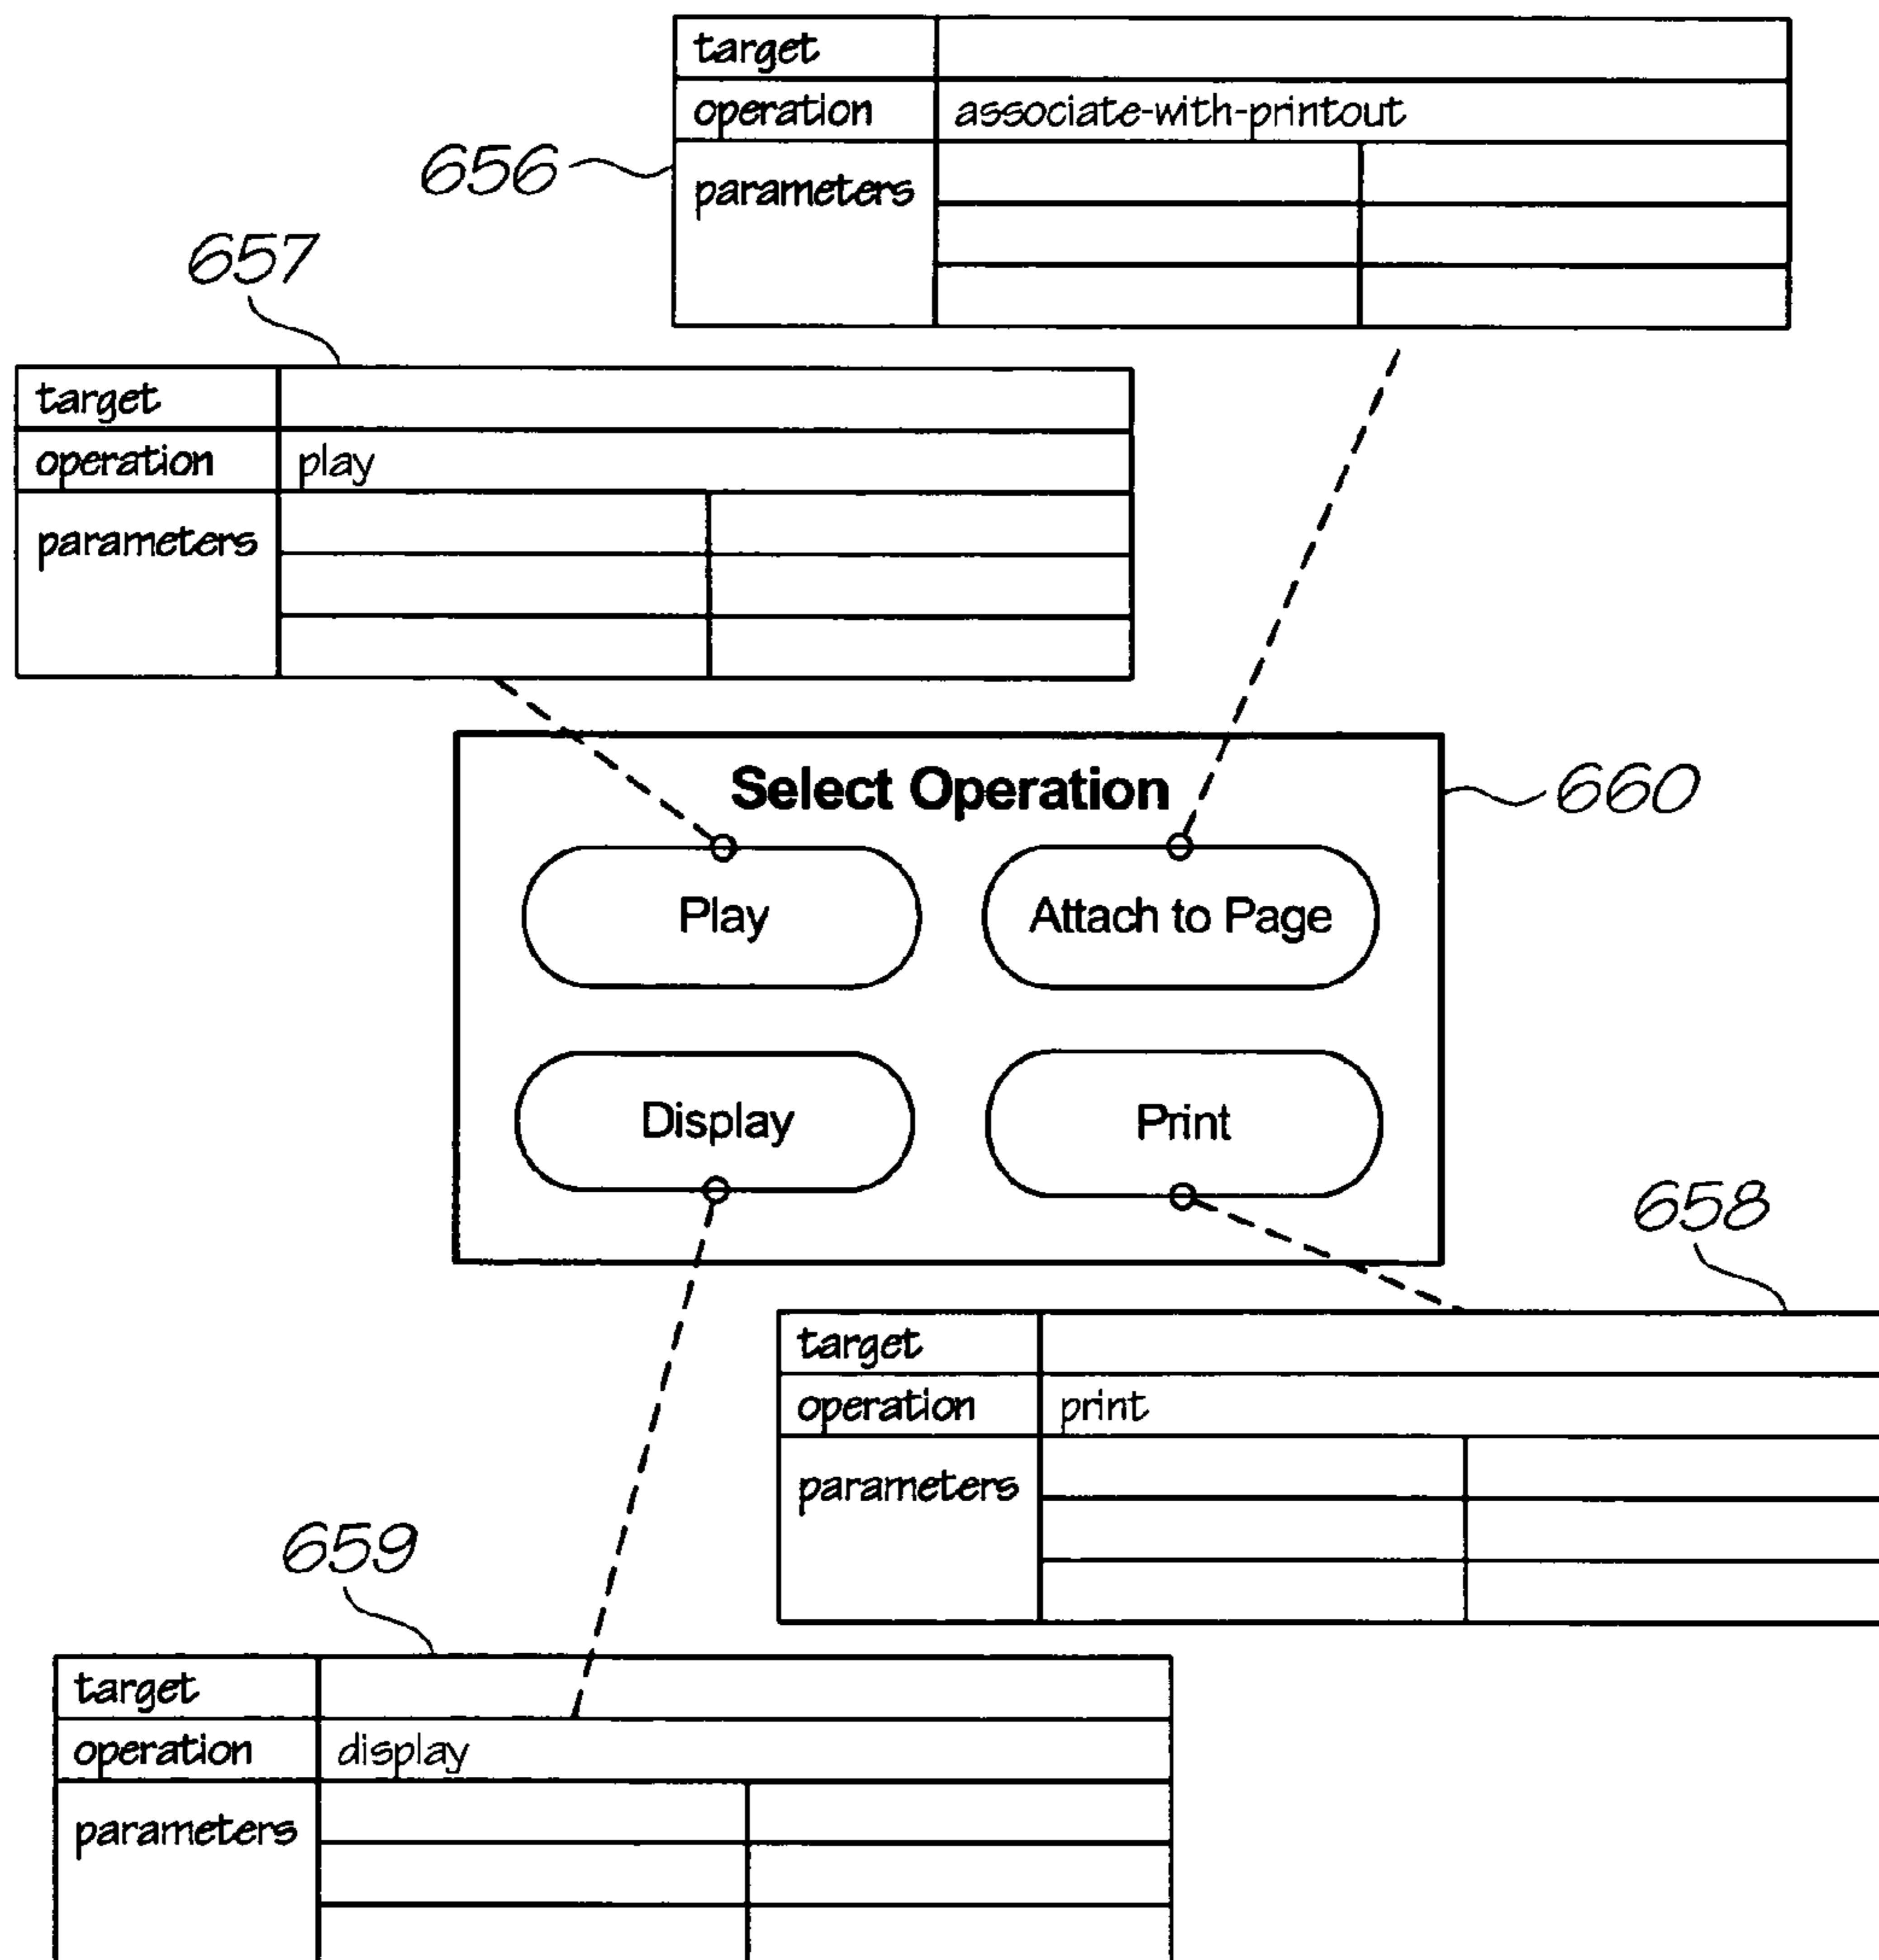 target
operation associate-with-printout
656
parameters
657
target
operation play
parameters
Select Operation
660
Play Attach to Page
Display Print
658
target
operation print
parameters
659
target
operation display
parameters